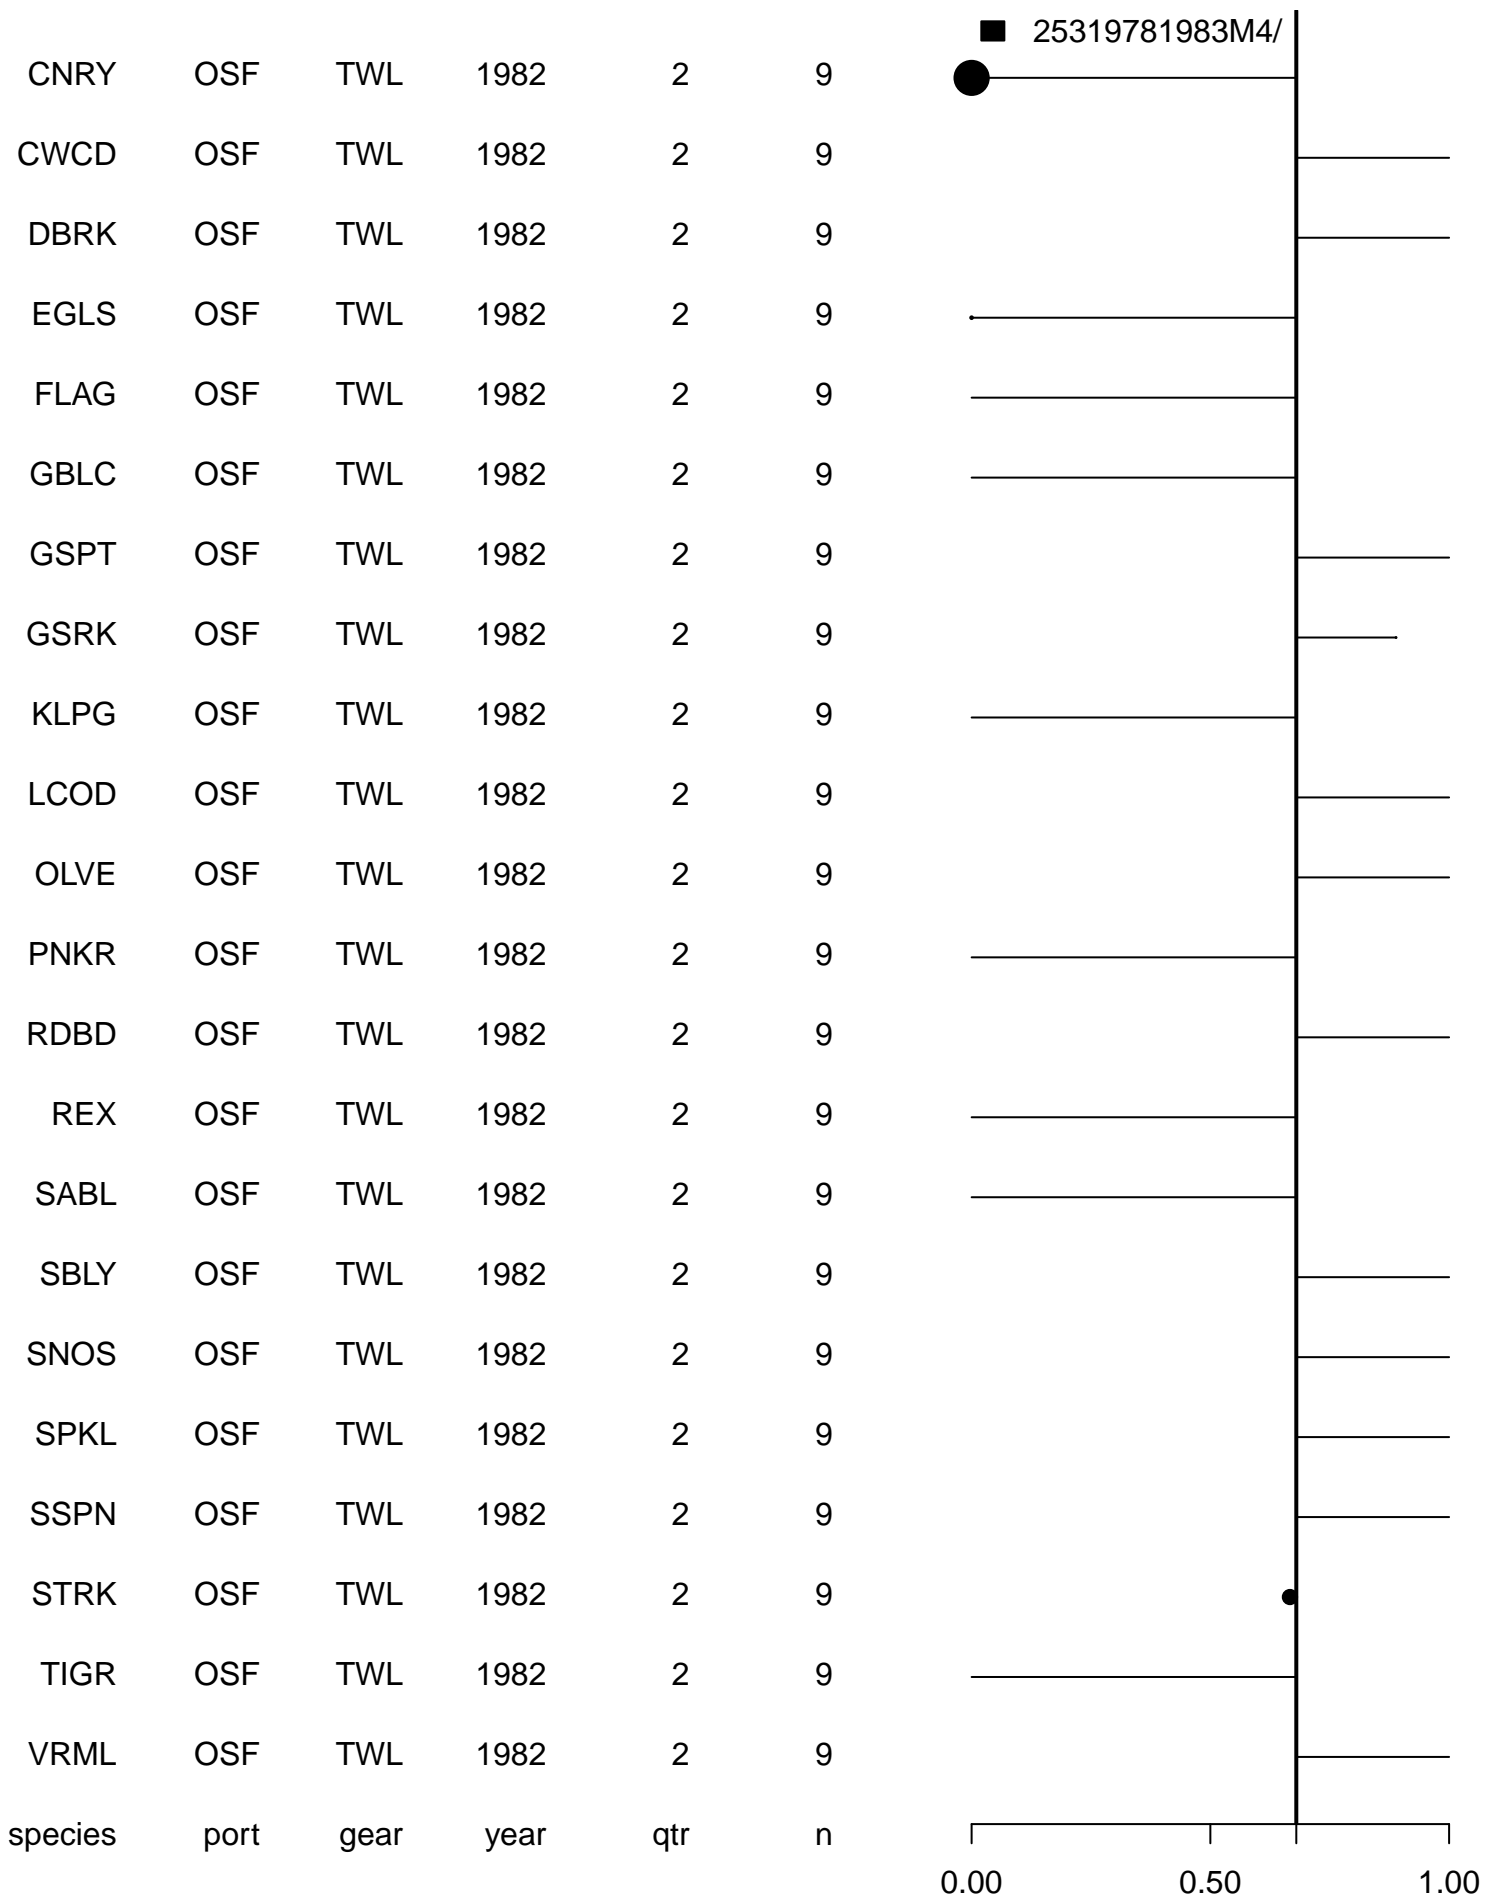 25319781983M4/
CNRY OSF TWL 1982 2 9
CWCD OSF TWL 1982 2 9
DBRK OSF TWL 1982 2 9
EGLS OSF TWL 1982 2 9
FLAG OSF TWL 1982 2 9
GBLC OSF TWL 1982 2 9
GSPT OSF TWL 1982 2 9
GSRK OSF TWL 1982 2 9
KLPG OSF TWL 1982 2 9
LCOD OSF TWL 1982 2 9
OLVE OSF TWL 1982 2 9
PNKR OSF TWL 1982 2 9
RDBD OSF TWL 1982 2 9
REX OSF TWL 1982 2 9
SABL OSF TWL 1982 2 9
SBLY OSF TWL 1982 2 9
SNOS OSF TWL 1982 2 9
SPKL OSF TWL 1982 2 9
SSPN OSF TWL 1982 2 9
STRK OSF TWL 1982 2 9
TIGR OSF TWL 1982 2 9
VRML OSF TWL 1982 2 9
species port gear year qtr n
0.00 0.50 1.00